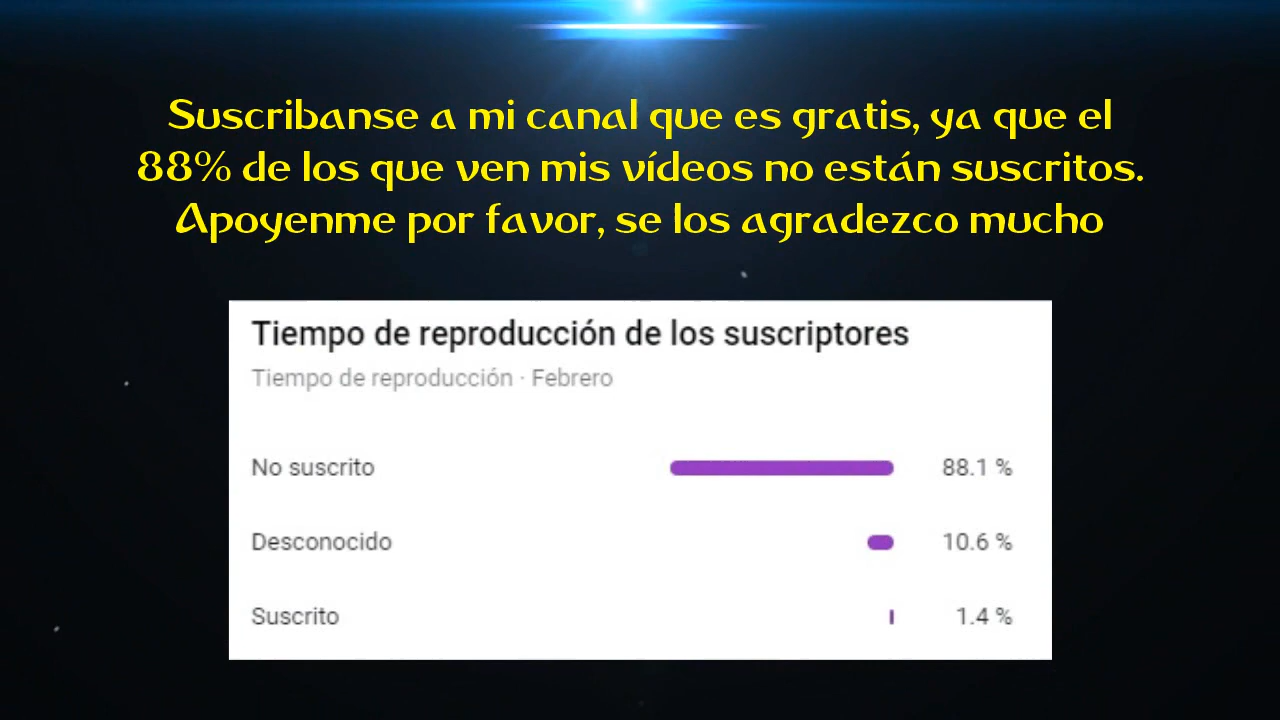 Suscribanse a mi canal que es gratis, ya que el
88% de los que ven mis vídeos no están suscritos.
Apoyenme por favor, se los agradezco mucho
Tiempo de reproducción de los suscriptores
Tiempo de reproducción · Febrero
No suscrito 88.1 %
Desconocido 10.6 %
Suscrito 1.4 %